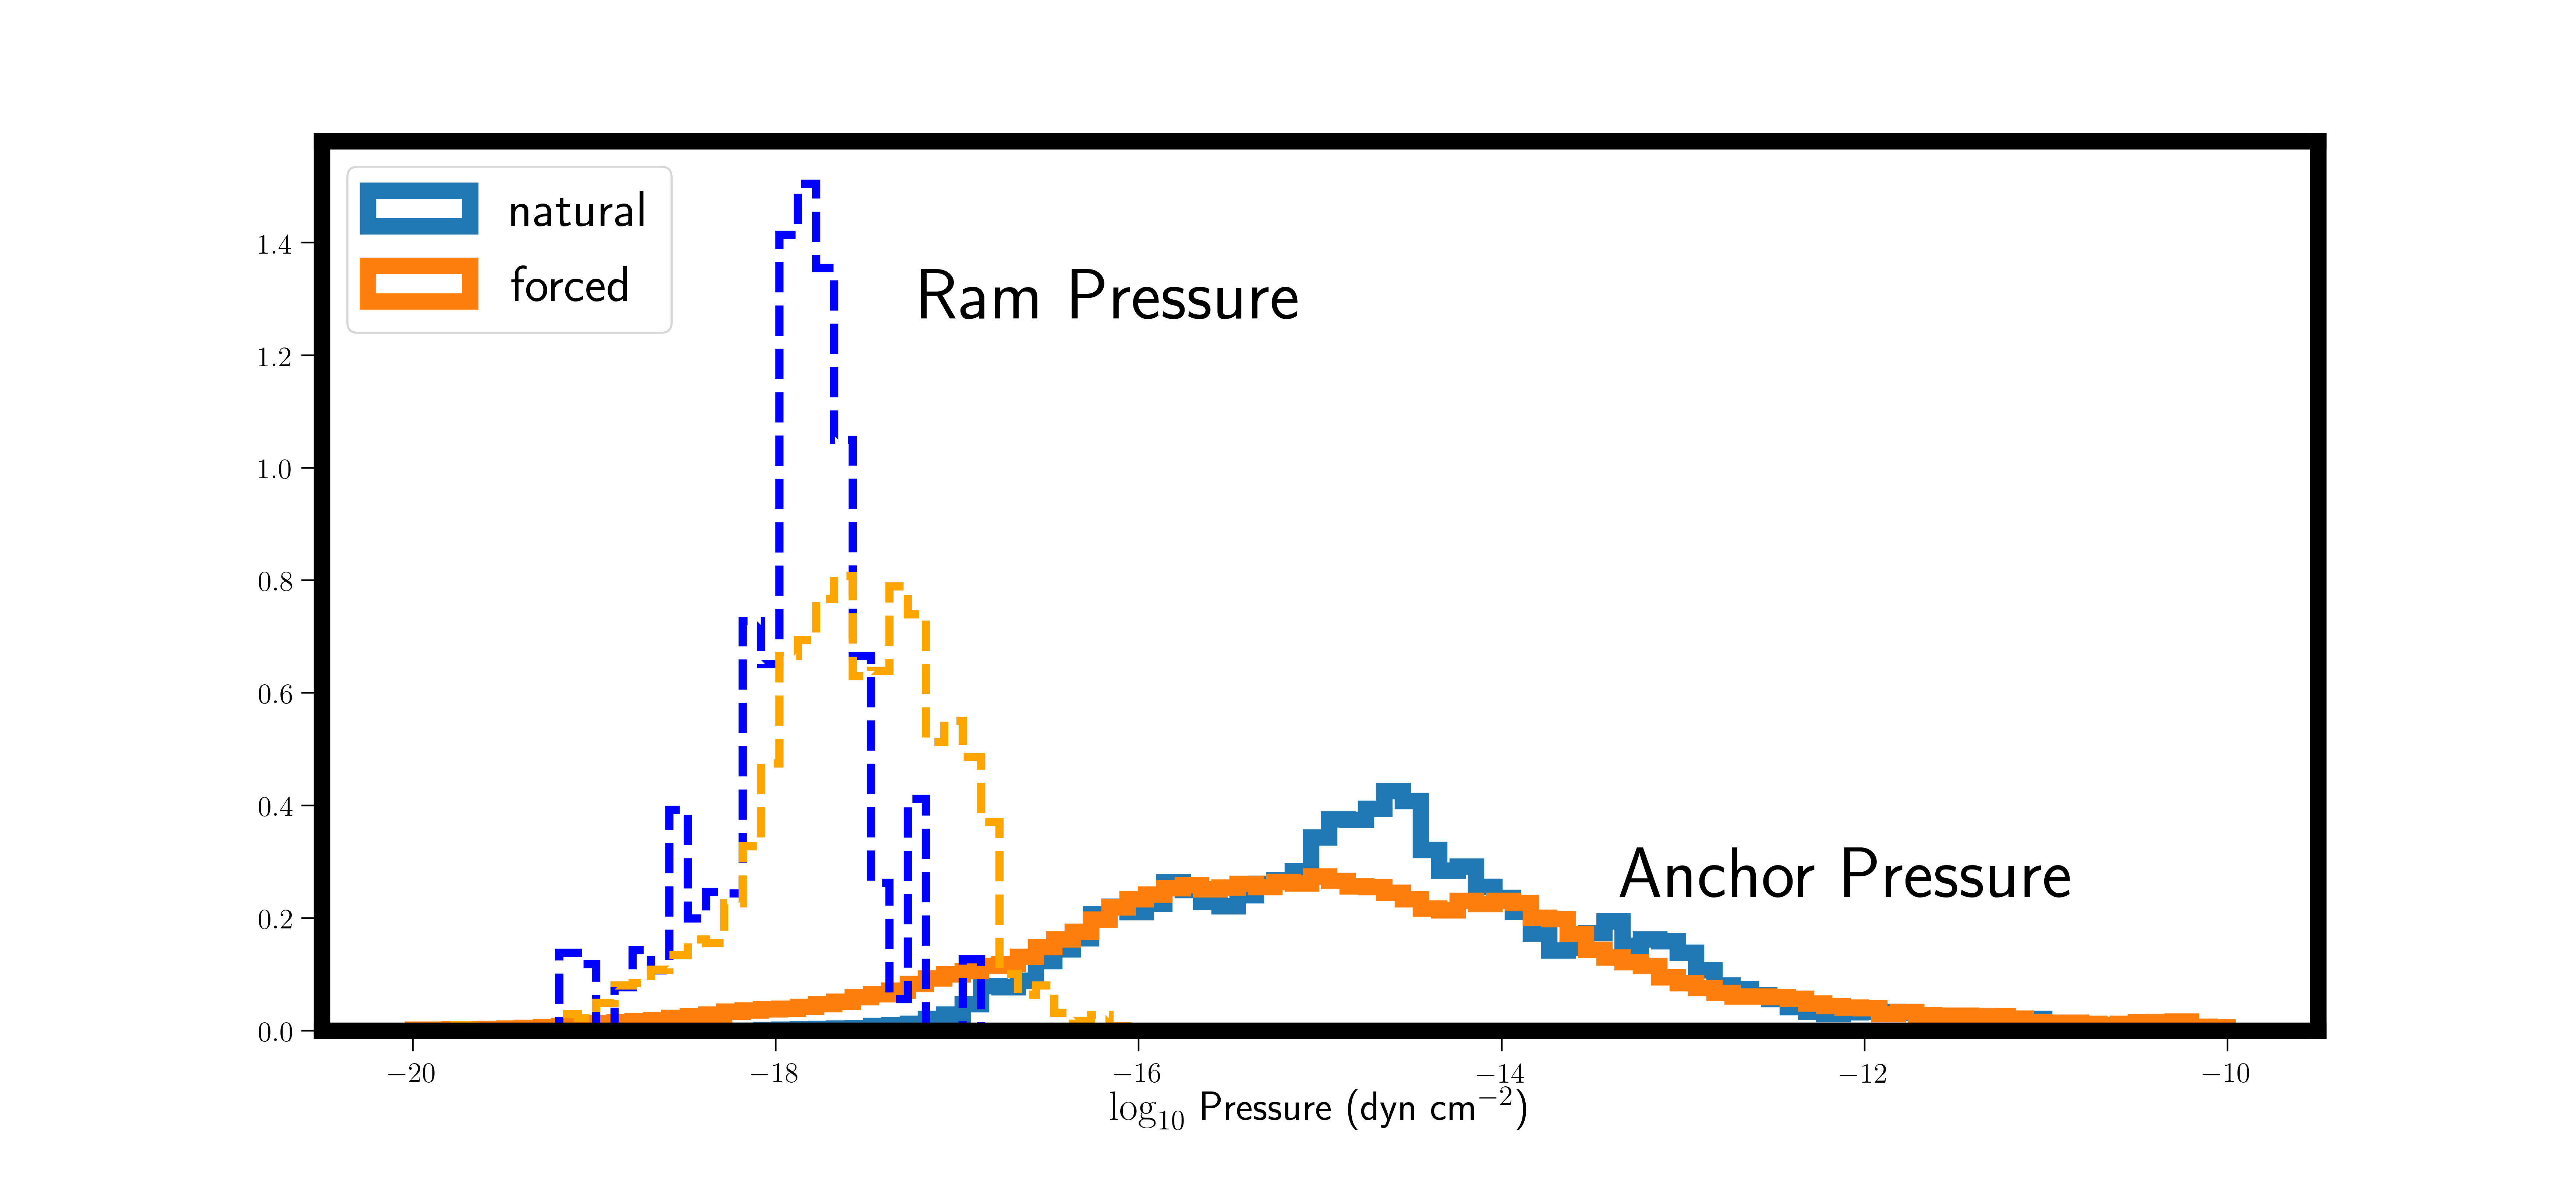 natural
forced
Ram Pressure
Anchor Pressure
1.4
1.2
1.0
0.8
0.6
0.4
0.2
0.0
−20 −18 −16 −14 −12 −10
log₁₀ Pressure (dyn cm⁻²)